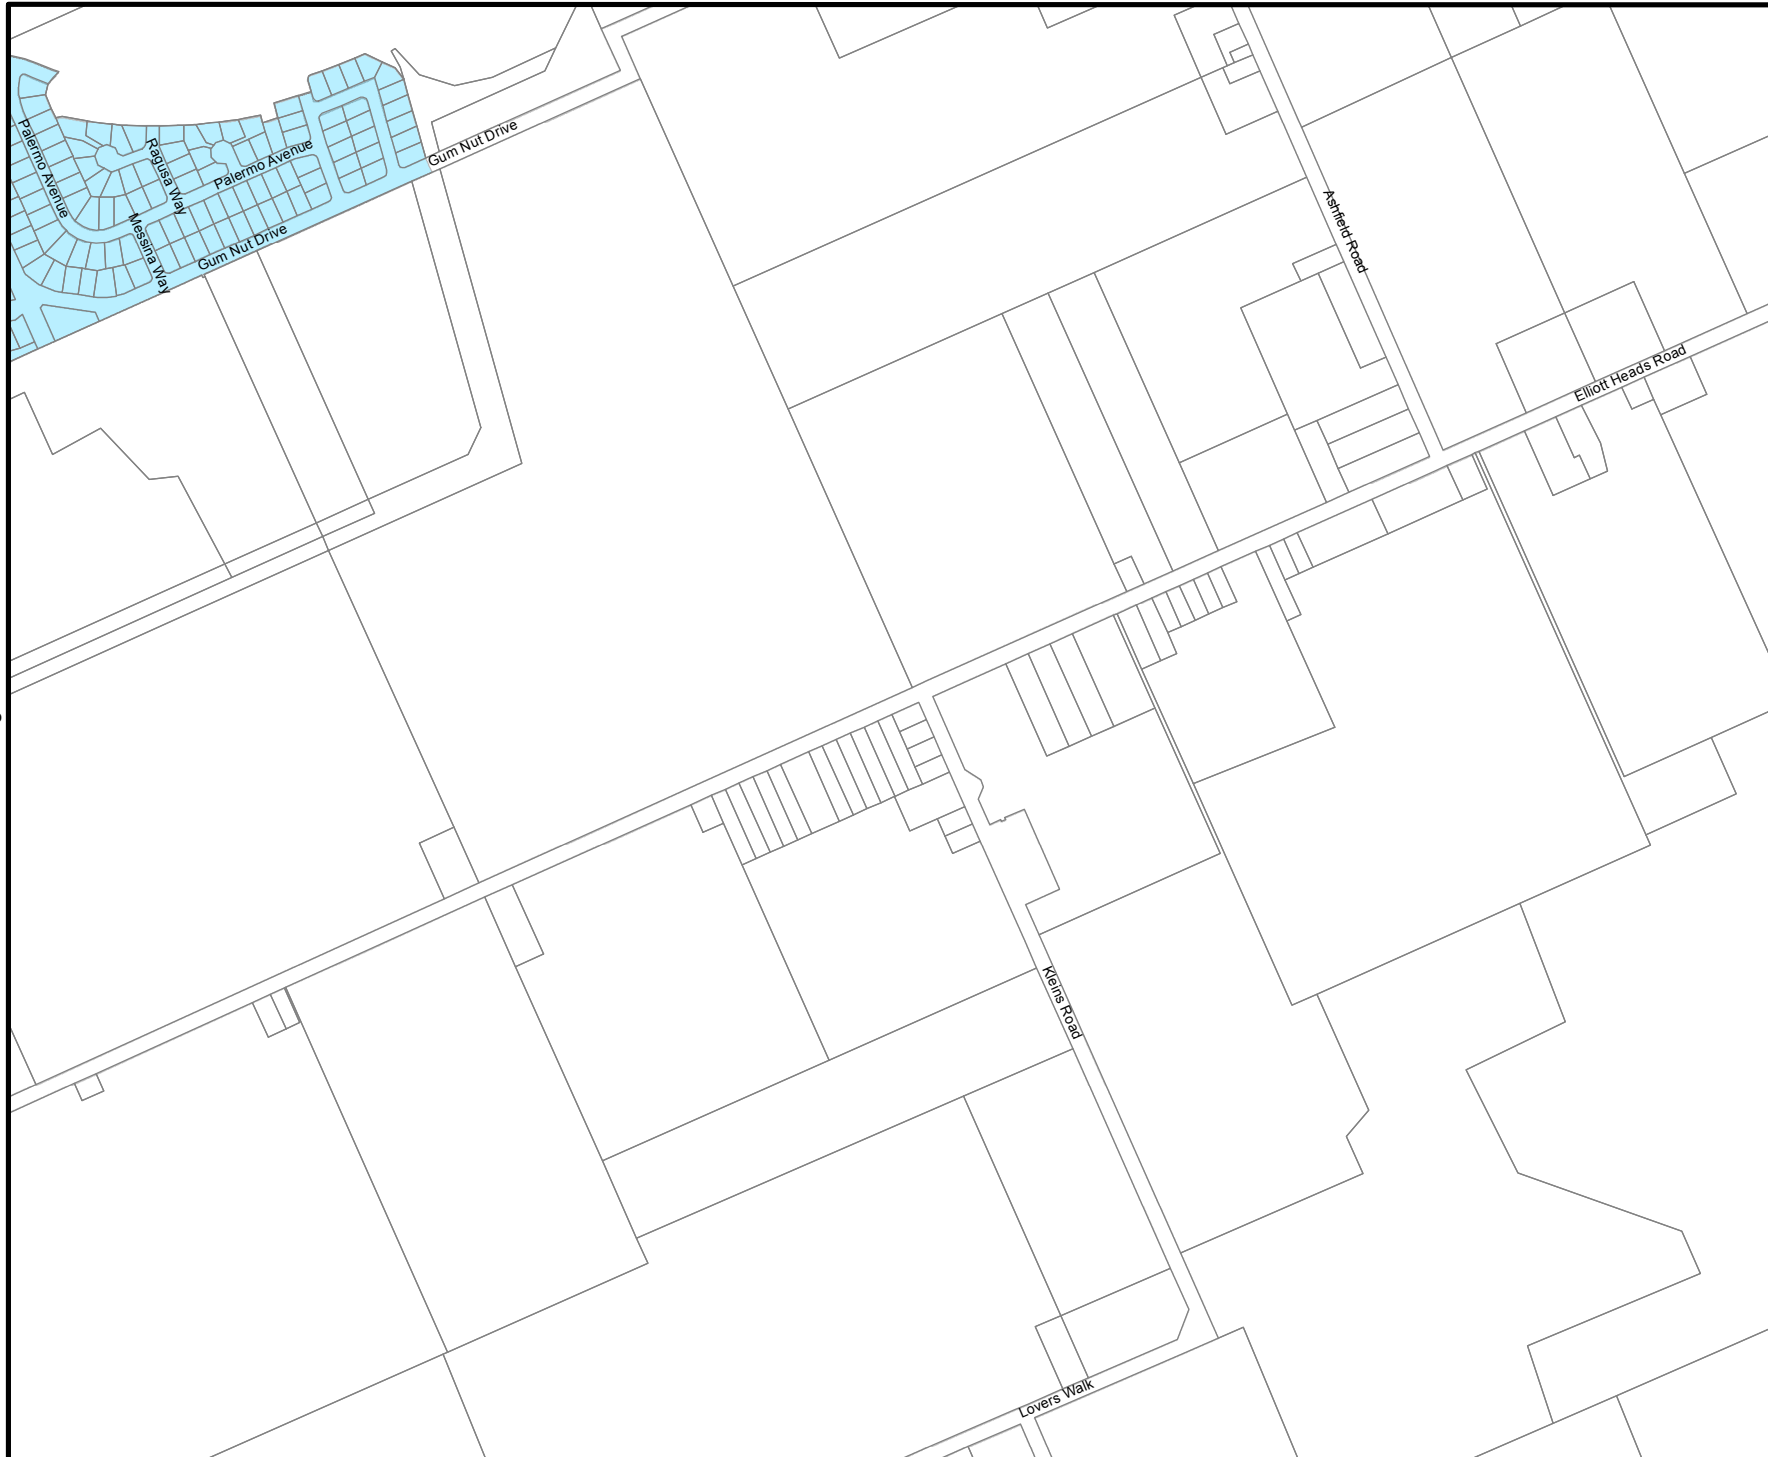 Gum Nut Drive
Palermo Avenue
Ragusa Way
Palermo Avenue
Messina Way
Gum Nut Drive
Ashfield Road
Elliott Heads Road
Kleins Road
Lovers Walk